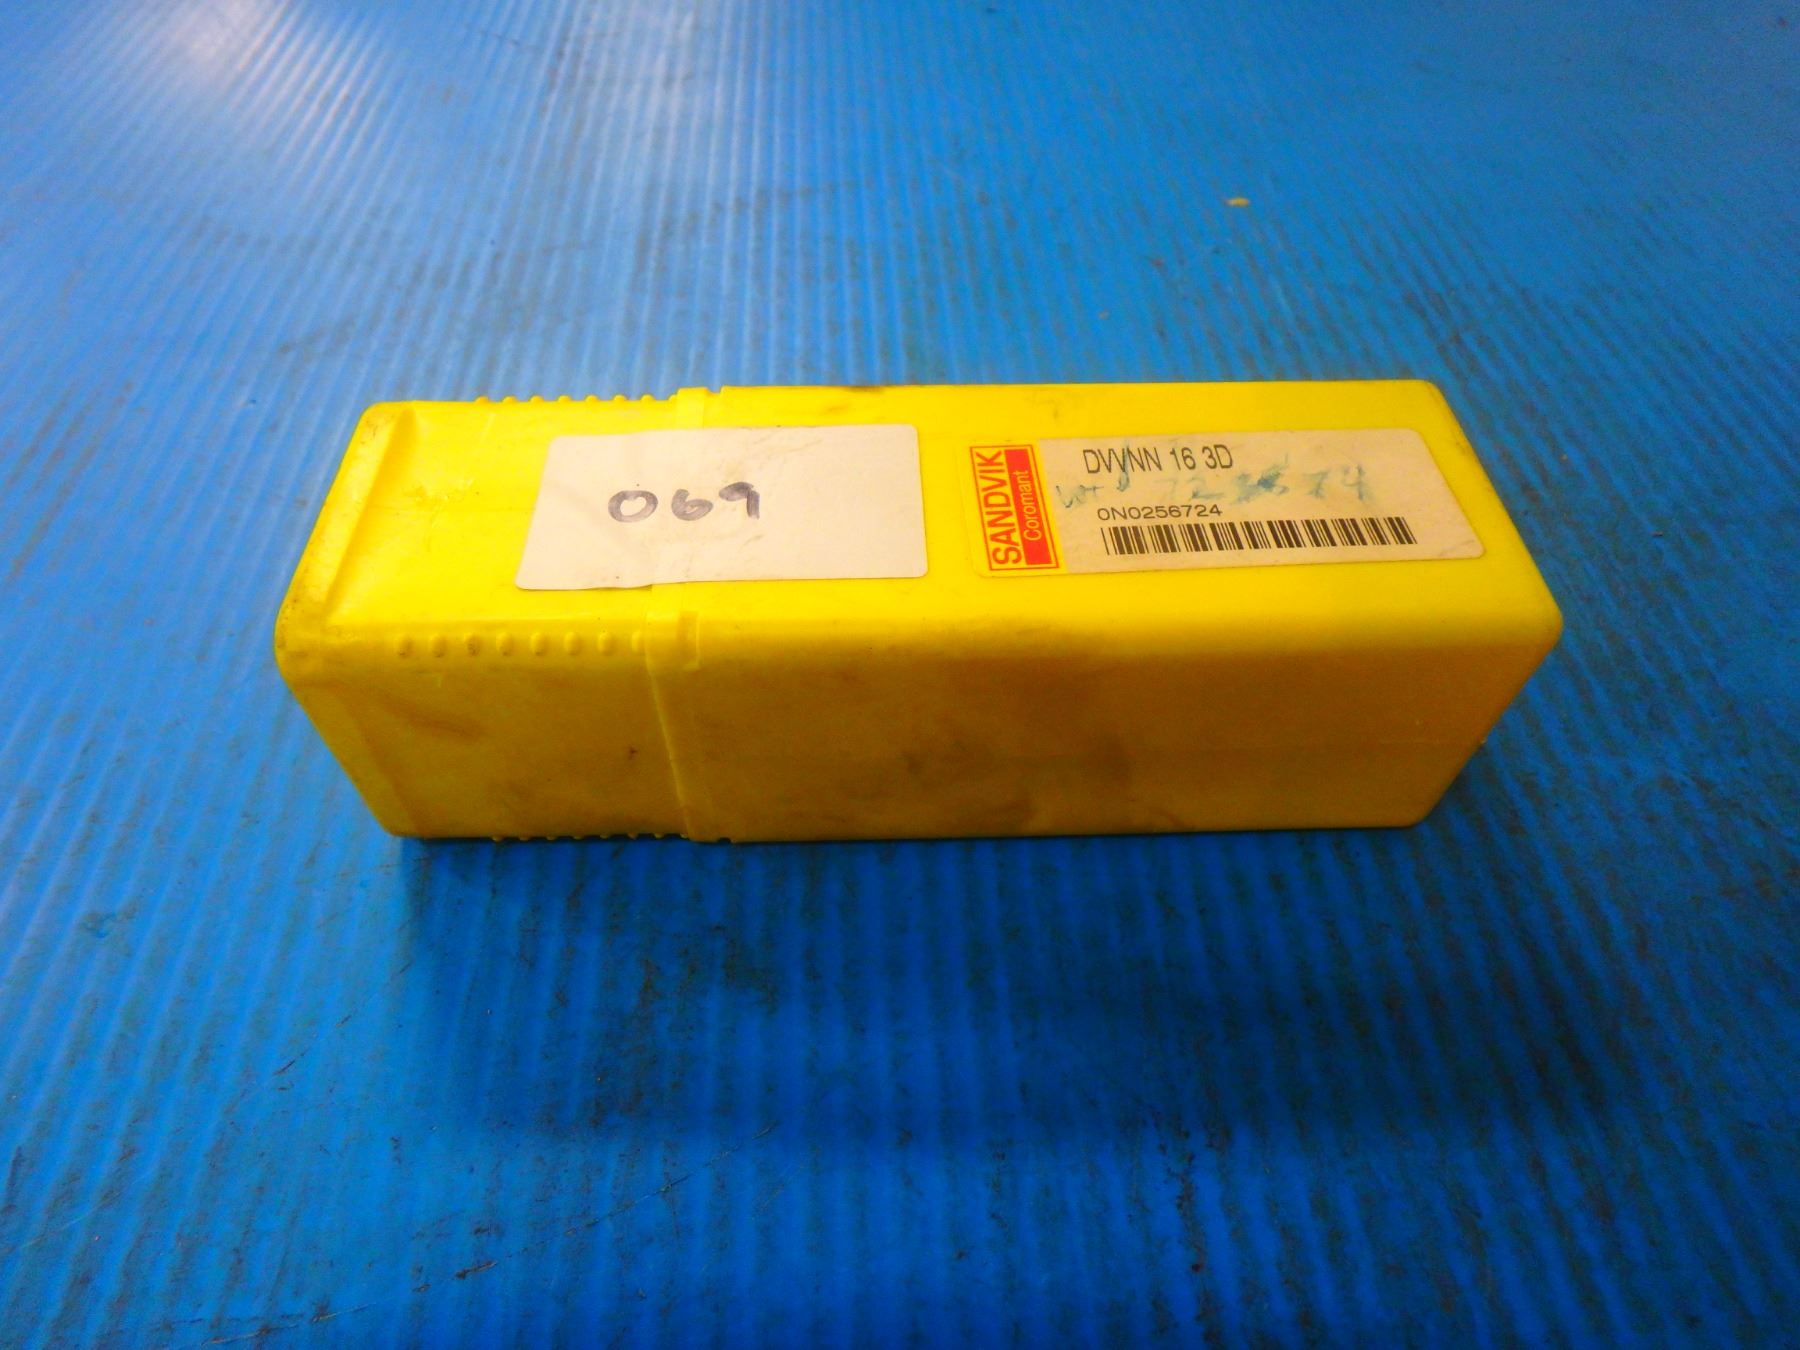 069
SANDVIK
Coromant
DVVNN 16 3D
0N0256724